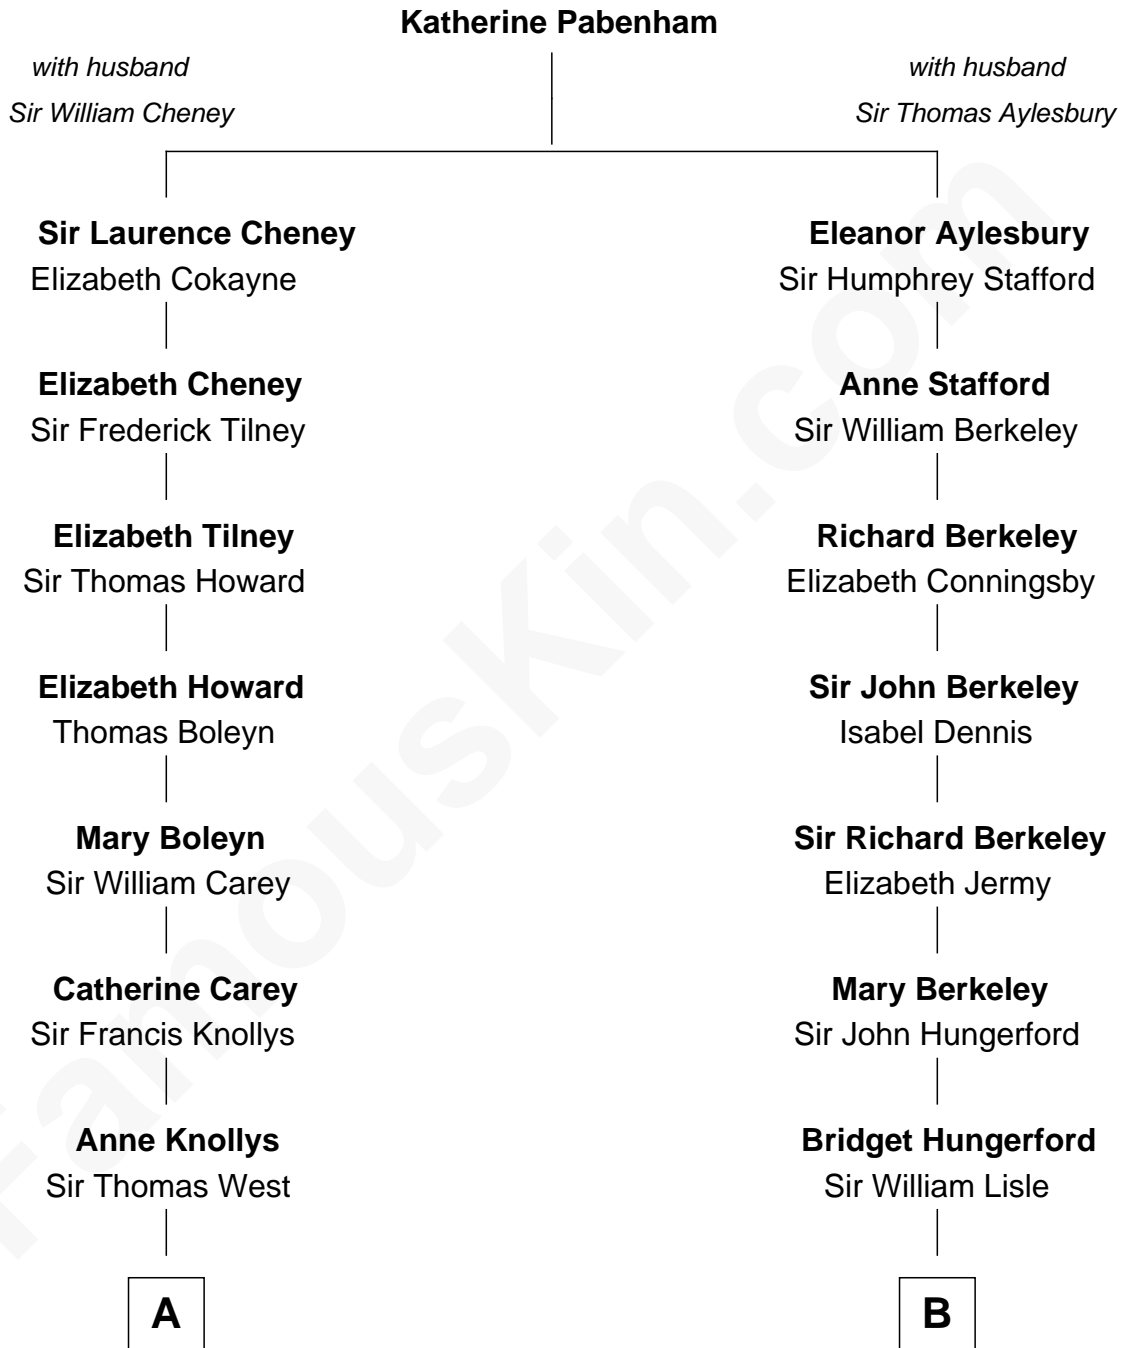 Katherine Pabenham
with husband
Sir William Cheney
with husband
Sir Thomas Aylesbury
Sir Laurence Cheney
Elizabeth Cokayne
Eleanor Aylesbury
Sir Humphrey Stafford
Elizabeth Cheney
Sir Frederick Tilney
Anne Stafford
Sir William Berkeley
Elizabeth Tilney
Sir Thomas Howard
Richard Berkeley
Elizabeth Conningsby
Elizabeth Howard
Thomas Boleyn
Sir John Berkeley
Isabel Dennis
Mary Boleyn
Sir William Carey
Sir Richard Berkeley
Elizabeth Jermy
Catherine Carey
Sir Francis Knollys
Mary Berkeley
Sir John Hungerford
Anne Knollys
Sir Thomas West
Bridget Hungerford
Sir William Lisle
A
B
FamousKin.com